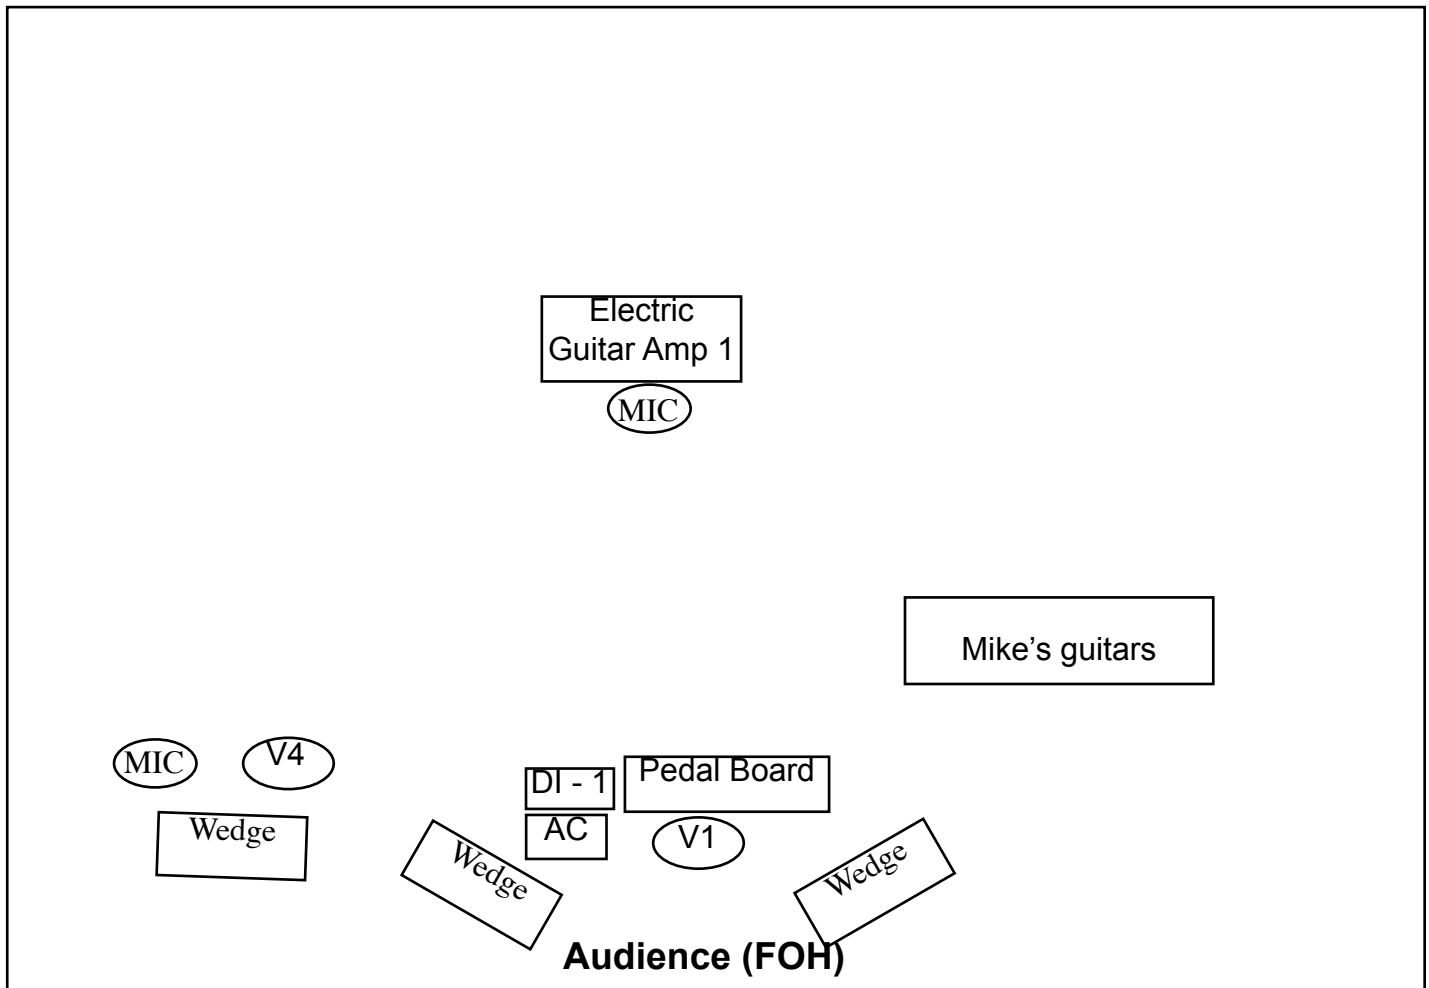 Electric
Guitar Amp 1
MIC
Mike’s guitars
MIC
V4
DI - 1
Pedal Board
Wedge
Wedge
AC
V1
Wedge
Audience (FOH)